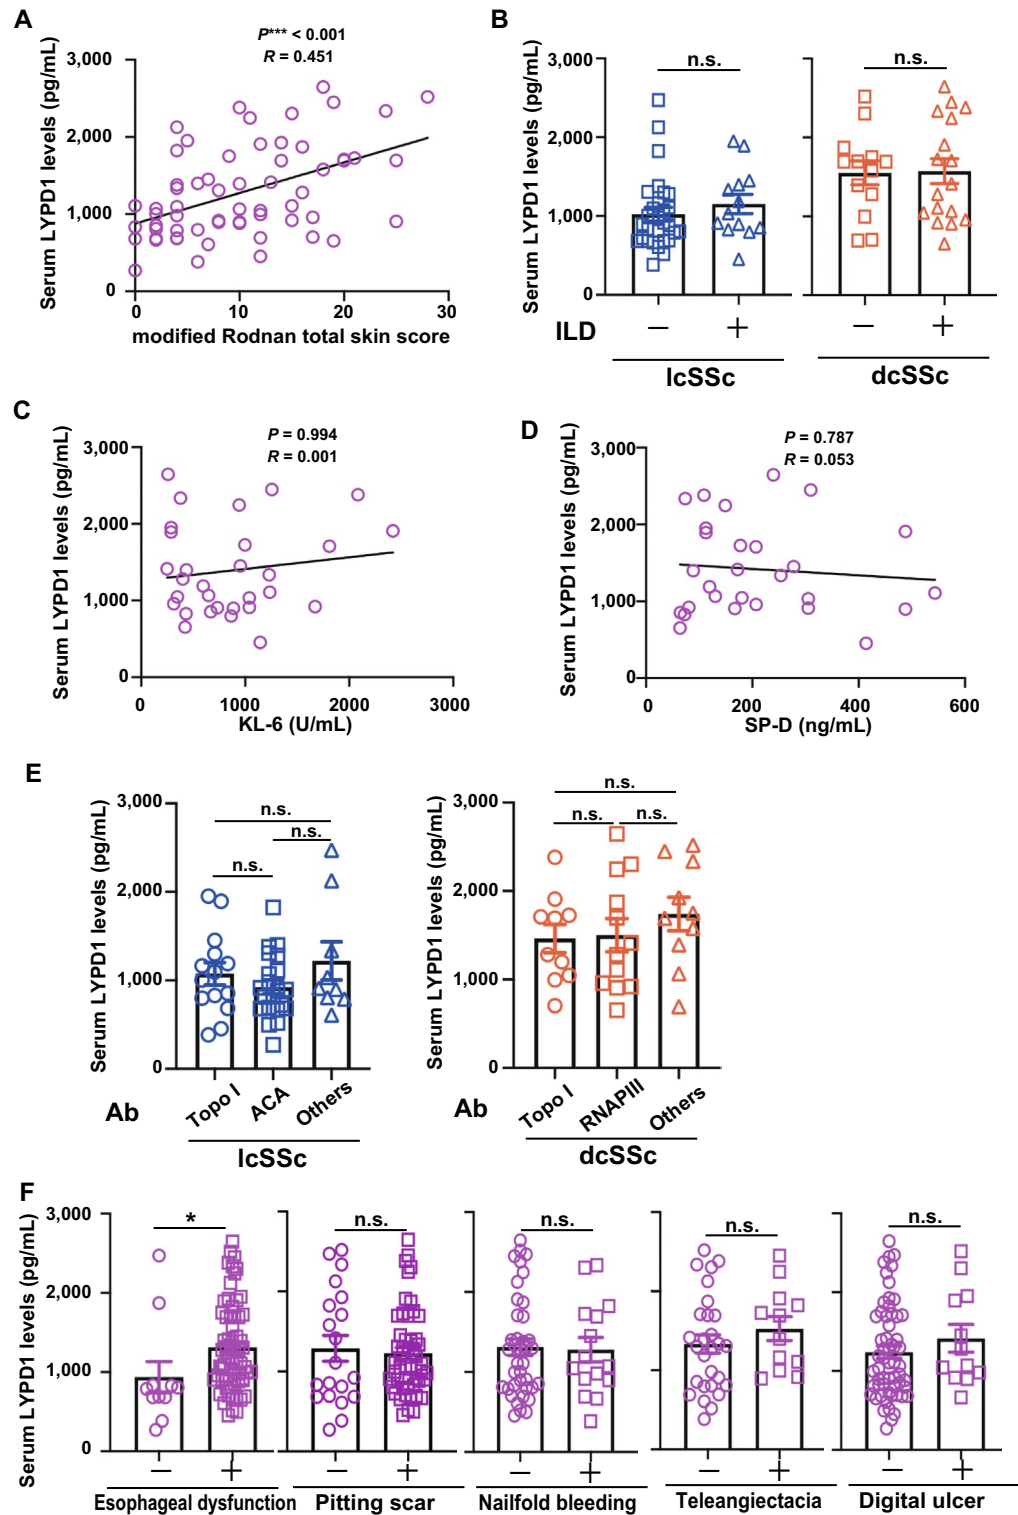 A
P*** < 0.001
R = 0.451
Serum LYPD1 levels (pg/mL)
3,000
2,000
1,000
0
0 10 20 30
modified Rodnan total skin score
B
Serum LYPD1 levels (pg/mL)
3,000
2,000
1,000
0
n.s. n.s.
ILD − + − +
lcSSc dcSSc
C
P = 0.994
R = 0.001
Serum LYPD1 levels (pg/mL)
3,000
2,000
1,000
0
0 1000 2000 3000
KL-6 (U/mL)
D
P = 0.787
R = 0.053
Serum LYPD1 levels (pg/mL)
3,000
2,000
1,000
0
0 200 400 600
SP-D (ng/mL)
E
Serum LYPD1 levels (pg/mL)
3,000
2,000
1,000
0
n.s.
n.s.
n.s.
Ab Topo I ACA Others
lcSSc
Serum LYPD1 levels (pg/mL)
3,000
2,000
1,000
0
n.s.
n.s. n.s.
Ab Topo I RNAPIII Others
dcSSc
F
Serum LYPD1 levels (pg/mL)
3,000
2,000
1,000
0
* n.s. n.s. n.s. n.s.
− + − + − + − + − +
Esophageal dysfunction Pitting scar Nailfold bleeding Teleangiectacia Digital ulcer